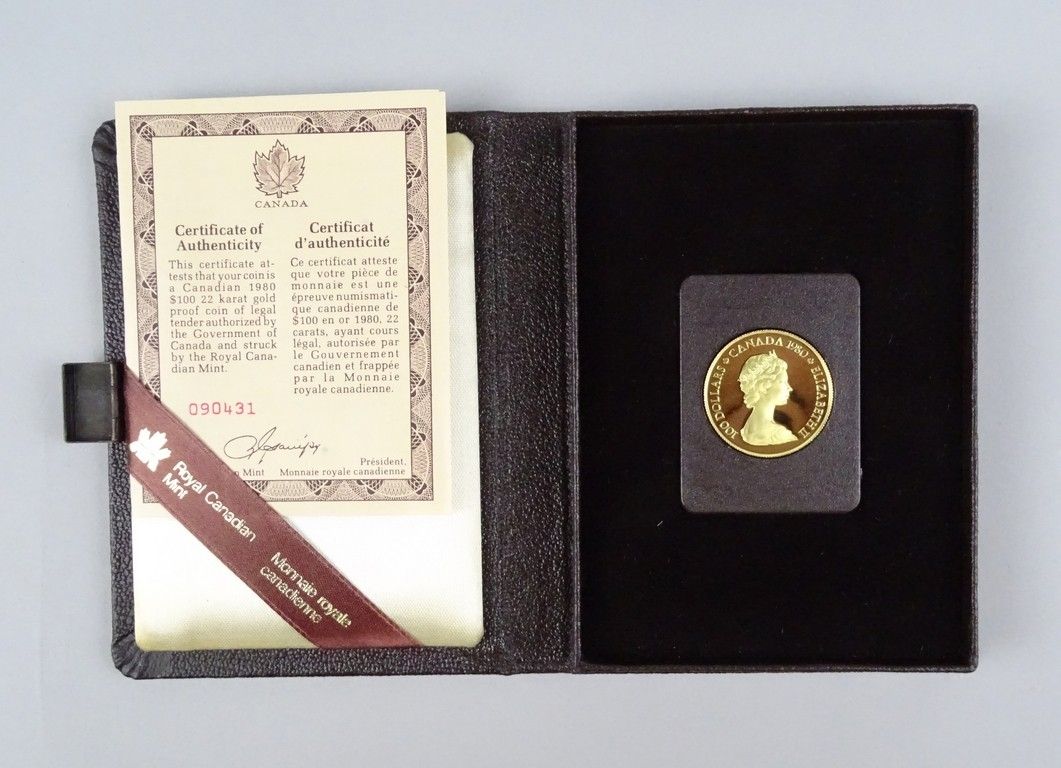 CANADA
Certificate of
Authenticity
This certificate at-
tests that your coin is
a Canadian 1980
$100 22 karat gold
proof coin of legal
tender authorized by
the Government of
Canada and struck
by the Royal Cana-
dian Mint.
Certificat
d'authenticité
Ce certificat atteste
que votre pièce de
monnaie est une
épreuve numismati-
que canadienne de
$100 en or 1980, 22
carats, ayant cours
légal, autorisée par
le Gouvernement
canadien et frappée
par la Monnaie
royale canadienne.
090431
Président,
Mint Monnaie royale canadienne
Royal Canadian
Mint
Monnaie royale
canadienne
100 DOLLARS CANADA 1980 ELIZABETH II